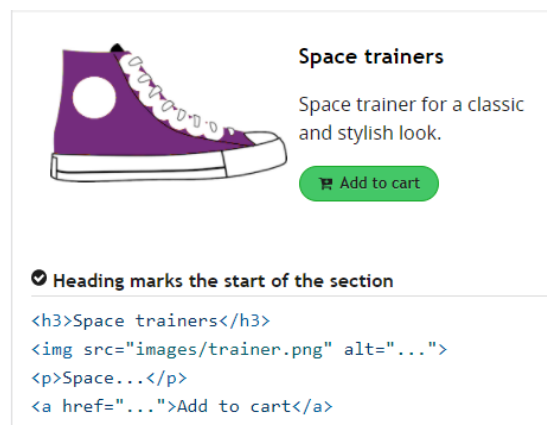 Space trainers
Space trainer for a classic
and stylish look.
Add to cart
Heading marks the start of the section
<h3>Space trainers</h3>
<img src="images/trainer.png" alt="...">
<p>Space...</p>
<a href="...">Add to cart</a>